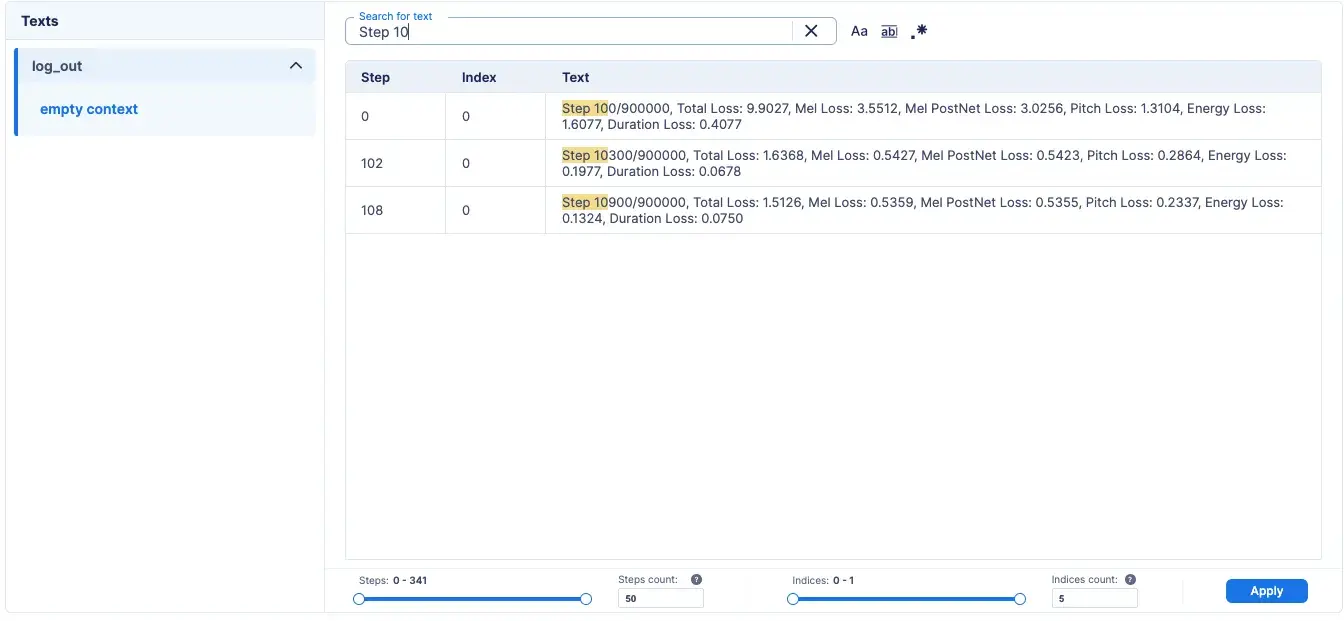 Texts
log_out
empty context
Search for text
Step 10
Aa
ab
.*
Step Index Text
0 0 Step 100/900000, Total Loss: 9.9027, Mel Loss: 3.5512, Mel PostNet Loss: 3.0256, Pitch Loss: 1.3104, Energy Loss:
1.6077, Duration Loss: 0.4077
102 0 Step 10300/900000, Total Loss: 1.6368, Mel Loss: 0.5427, Mel PostNet Loss: 0.5423, Pitch Loss: 0.2864, Energy Loss:
0.1977, Duration Loss: 0.0678
108 0 Step 10900/900000, Total Loss: 1.5126, Mel Loss: 0.5359, Mel PostNet Loss: 0.5355, Pitch Loss: 0.2337, Energy Loss:
0.1324, Duration Loss: 0.0750
Steps: 0 - 341
Steps count: ?
50
Indices: 0 - 1
Indices count: ?
5
Apply